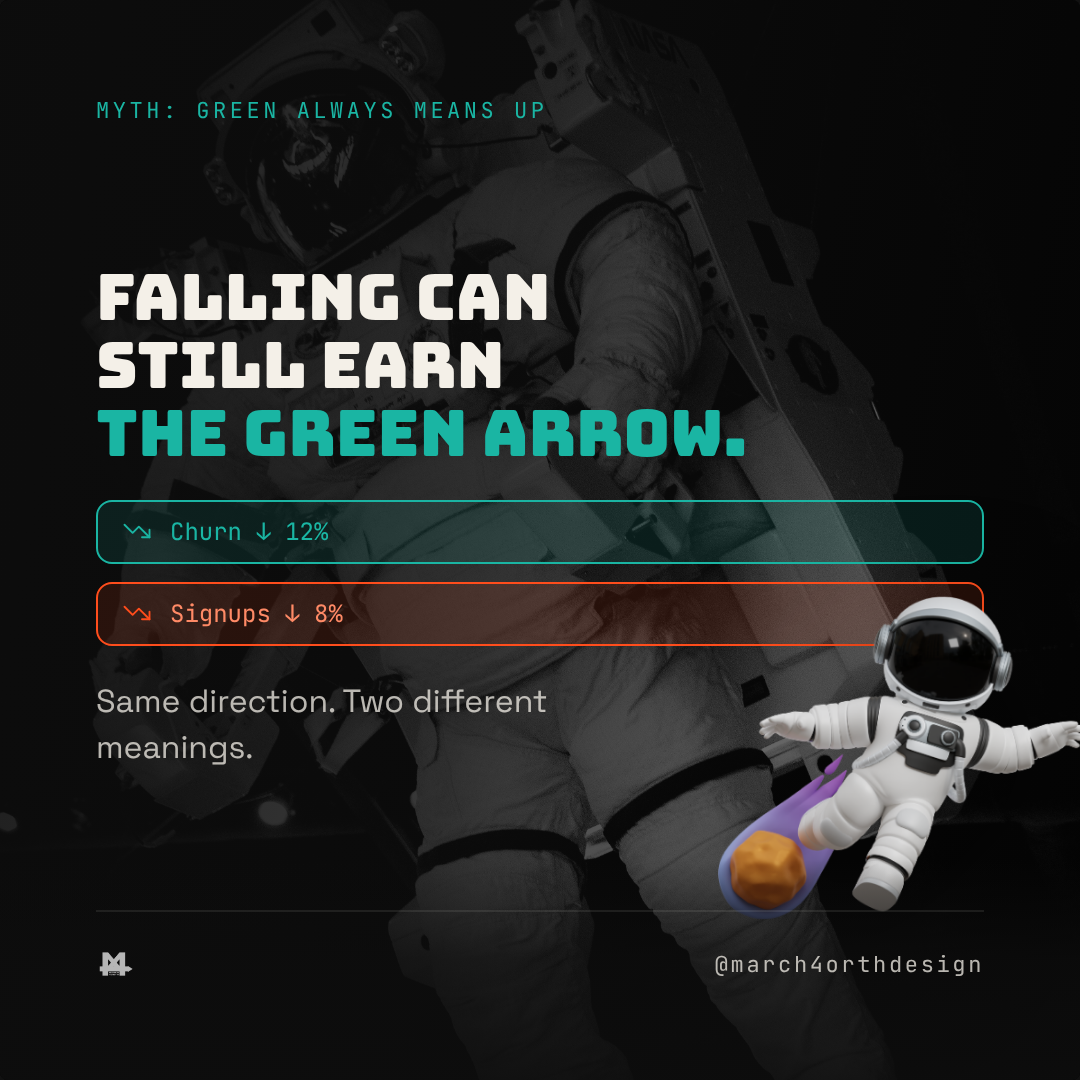 MYTH: GREEN ALWAYS MEANS UP
FALLING CAN
STILL EARN
THE GREEN ARROW.
Churn ↓ 12%
Signups ↓ 8%
Same direction. Two different
meanings.
@march4orthdesign